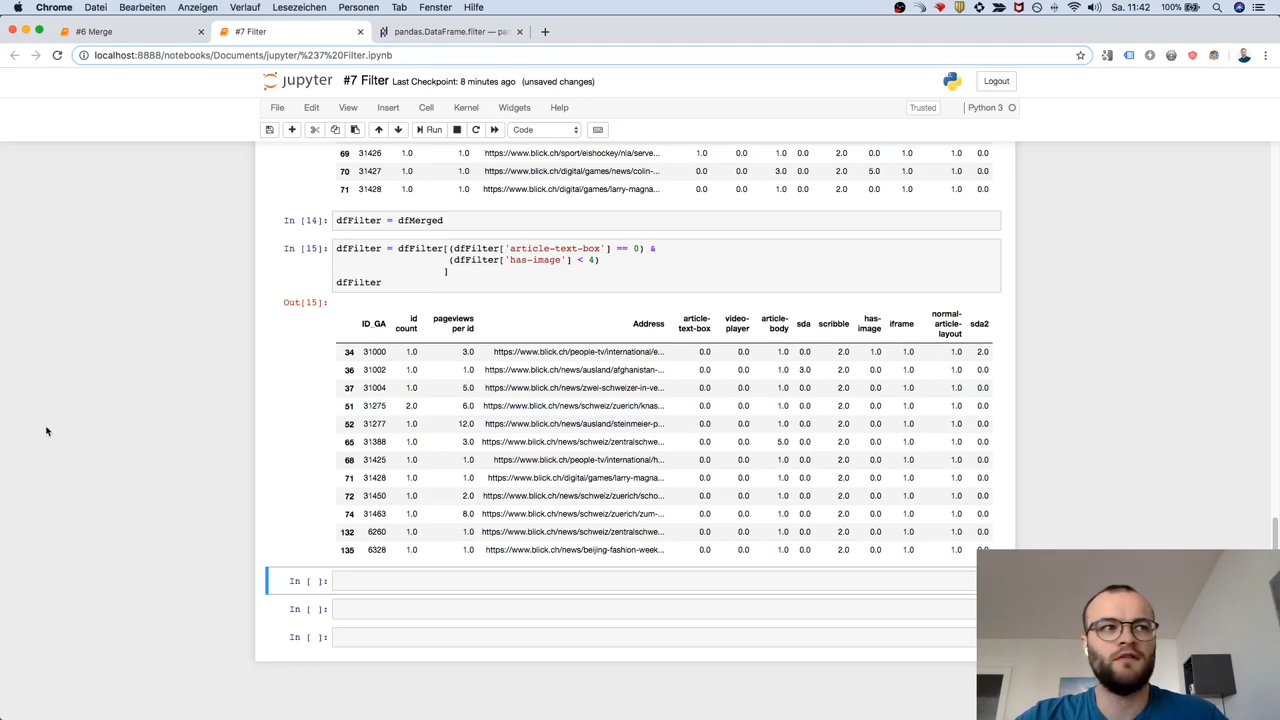 Chrome Datei Bearbeiten Anzeigen Verlauf Lesezeichen Personen Tab Fenster Hilfe Sa. 11:42 100%
#6 Merge × #7 Filter × pandas.DataFrame.filter — pan × +
localhost:8888/notebooks/Documents/jupyter/%237%20Filter.ipynb
jupyter #7 Filter Last Checkpoint: 8 minutes ago (unsaved changes) Logout
File Edit View Insert Cell Kernel Widgets Help Trusted Python 3
Run Code
69 31426 1.0 1.0 https://www.blick.ch/sport/eishockey/nla/serve... 1.0 0.0 1.0 0.0 2.0 0.0 1.0 1.0 0.0
70 31427 1.0 1.0 https://www.blick.ch/digital/games/news/colin-... 0.0 0.0 3.0 0.0 2.0 5.0 1.0 1.0 0.0
71 31428 1.0 1.0 https://www.blick.ch/digital/games/larry-magna... 0.0 0.0 1.0 0.0 2.0 0.0 1.0 1.0 0.0
In [14]: dfFilter = dfMerged
In [15]: dfFilter = dfFilter[(dfFilter['article-text-box'] == 0) &
(dfFilter['has-image'] < 4)
]
dfFilter
Out[15]:
ID_GA id count pageviews per id Address article-text-box video-player article-body sda scribble has-image iframe normal-article-layout sda2
34 31000 1.0 3.0 https://www.blick.ch/people-tv/international/e... 0.0 0.0 1.0 0.0 2.0 1.0 1.0 1.0 2.0
36 31002 1.0 1.0 https://www.blick.ch/news/ausland/afghanistan-... 0.0 0.0 1.0 3.0 2.0 0.0 1.0 1.0 0.0
37 31004 1.0 5.0 https://www.blick.ch/news/zwei-schweizer-in-ve... 0.0 0.0 1.0 0.0 2.0 0.0 1.0 1.0 0.0
51 31275 2.0 6.0 https://www.blick.ch/news/schweiz/zuerich/knas... 0.0 0.0 1.0 0.0 2.0 0.0 1.0 1.0 0.0
52 31277 1.0 12.0 https://www.blick.ch/news/ausland/steinmeier-p... 0.0 0.0 1.0 0.0 2.0 0.0 1.0 1.0 0.0
65 31388 1.0 3.0 https://www.blick.ch/news/schweiz/zentralschwe... 0.0 0.0 5.0 0.0 2.0 0.0 1.0 1.0 0.0
68 31425 1.0 1.0 https://www.blick.ch/people-tv/international/h... 0.0 0.0 1.0 0.0 2.0 0.0 1.0 1.0 0.0
71 31428 1.0 1.0 https://www.blick.ch/digital/games/larry-magna... 0.0 0.0 1.0 0.0 2.0 0.0 1.0 1.0 0.0
72 31450 1.0 2.0 https://www.blick.ch/news/schweiz/zuerich/scho... 0.0 0.0 1.0 0.0 2.0 0.0 1.0 1.0 0.0
74 31463 1.0 8.0 https://www.blick.ch/news/schweiz/zuerich/zum-... 0.0 0.0 1.0 0.0 2.0 0.0 1.0 1.0 0.0
132 6260 1.0 1.0 https://www.blick.ch/news/schweiz/zentralschwe... 0.0 0.0 1.0 0.0 2.0 0.0 1.0 1.0 0.0
135 6328 1.0 1.0 https://www.blick.ch/news/beijing-fashion-week... 0.0 0.0 1.0 0.0 2.0 0.0 1.0 1.0 0.0
In [ ]:
In [ ]:
In [ ]: